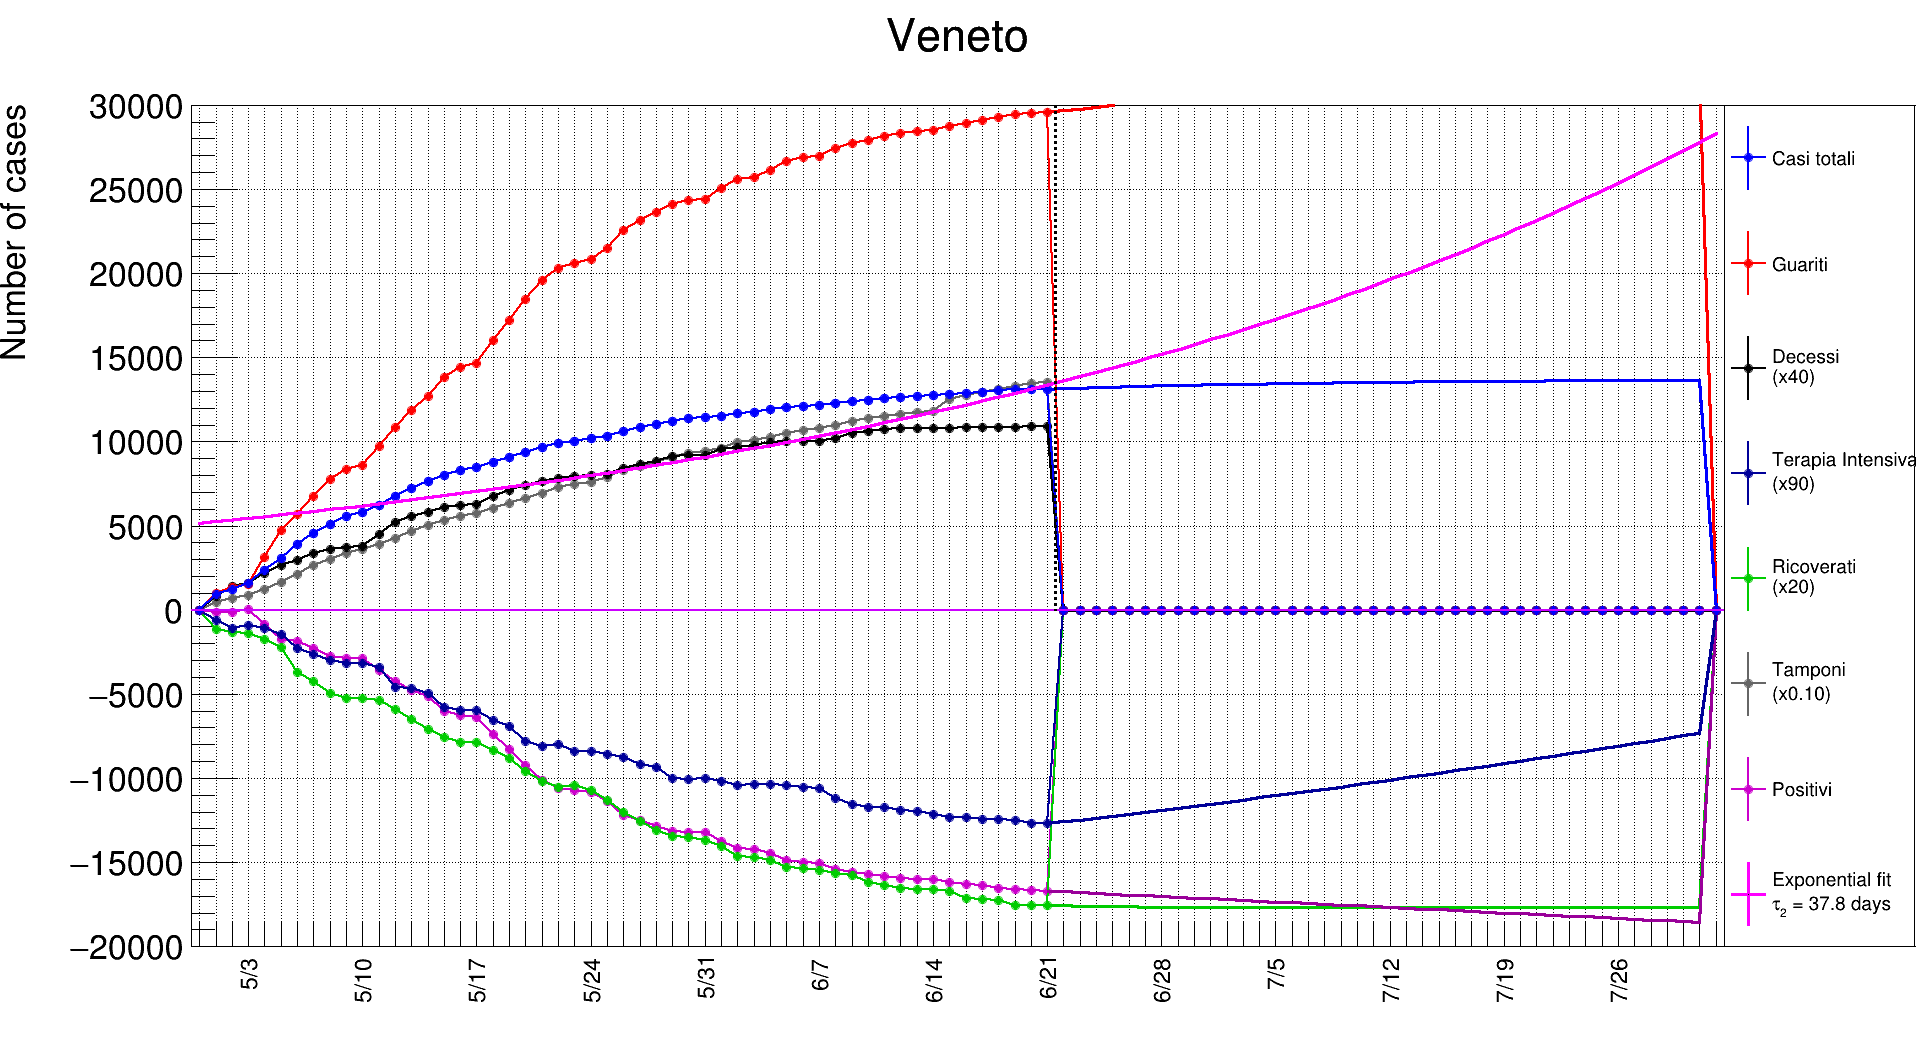 Veneto
Number of cases
30000
25000
20000
15000
10000
5000
0
−5000
−10000
−15000
−20000
5/3
5/10
5/17
5/24
5/31
6/7
6/14
6/21
6/28
7/5
7/12
7/19
7/26
Casi totali
Guariti
Decessi
(x40)
Terapia Intensiva
(x90)
Ricoverati
(x20)
Tamponi
(x0.10)
Positivi
Exponential fit
τ2 = 37.8 days